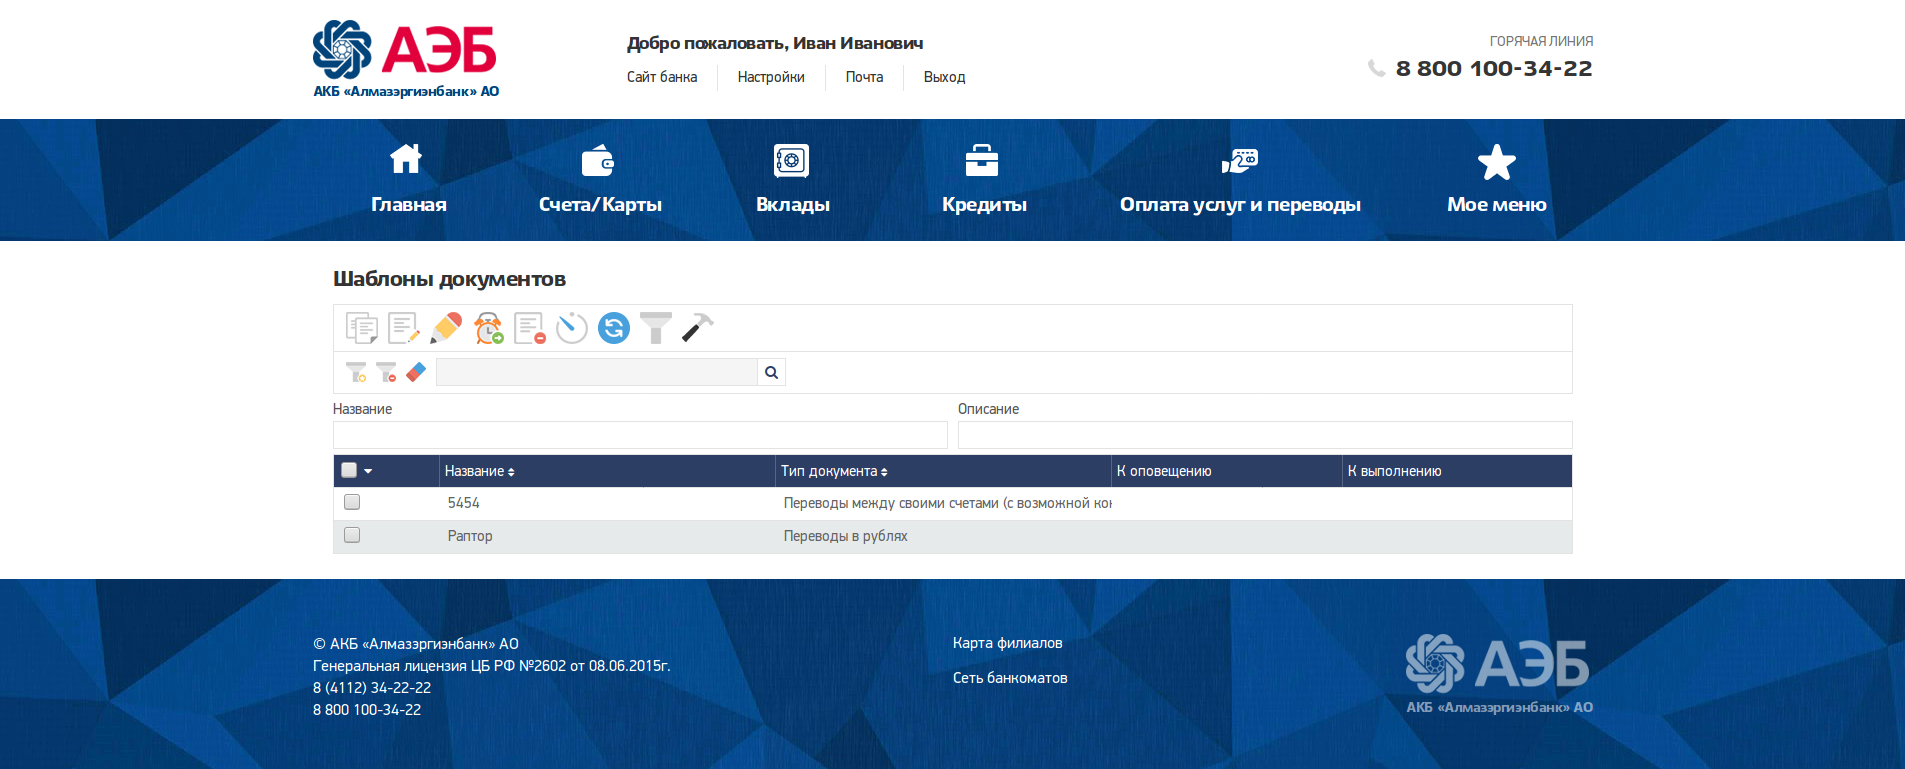 АЭБ
АКБ «Алмазэргиэнбанк» АО
Добро пожаловать, Иван Иванович
Сайт банка
Настройки
Почта
Выход
ГОРЯЧАЯ ЛИНИЯ
8 800 100-34-22
Главная
Счета/Карты
Вклады
Кредиты
Оплата услуг и переводы
Мое меню
Шаблоны документов
Название
Описание
Название
Тип документа
К оповещению
К выполнению
5454
Переводы между своими счетами (с возможной кон
Раптор
Переводы в рублях
© АКБ «Алмазэргиэнбанк» АО
Генеральная лицензия ЦБ РФ №2602 от 08.06.2015г.
8 (4112) 34-22-22
8 800 100-34-22
Карта филиалов
Сеть банкоматов
АЭБ
АКБ «Алмазэргиэнбанк» АО